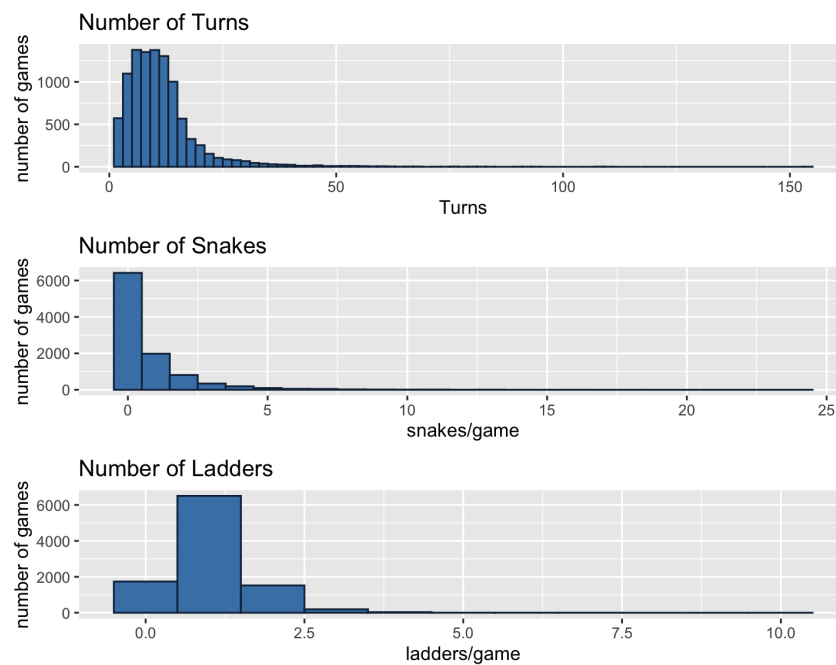 Number of Turns
number of games
1000
500
0
0 50 100 150
Turns
Number of Snakes
number of games
6000
4000
2000
0
0 5 10 15 20 25
snakes/game
Number of Ladders
number of games
6000
4000
2000
0
0.0 2.5 5.0 7.5 10.0
ladders/game